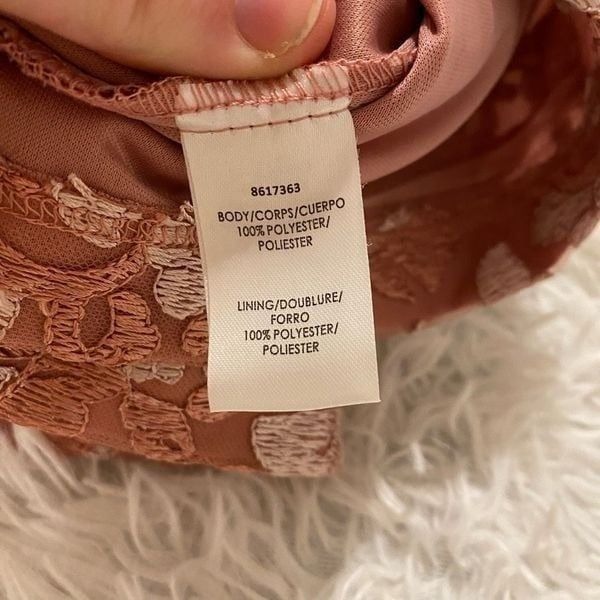 8617363
BODY/CORPS/CUERPO
100% POLYESTER/
POLIESTER
LINING/DOUBLURE/
FORRO
100% POLYESTER/
POLIESTER